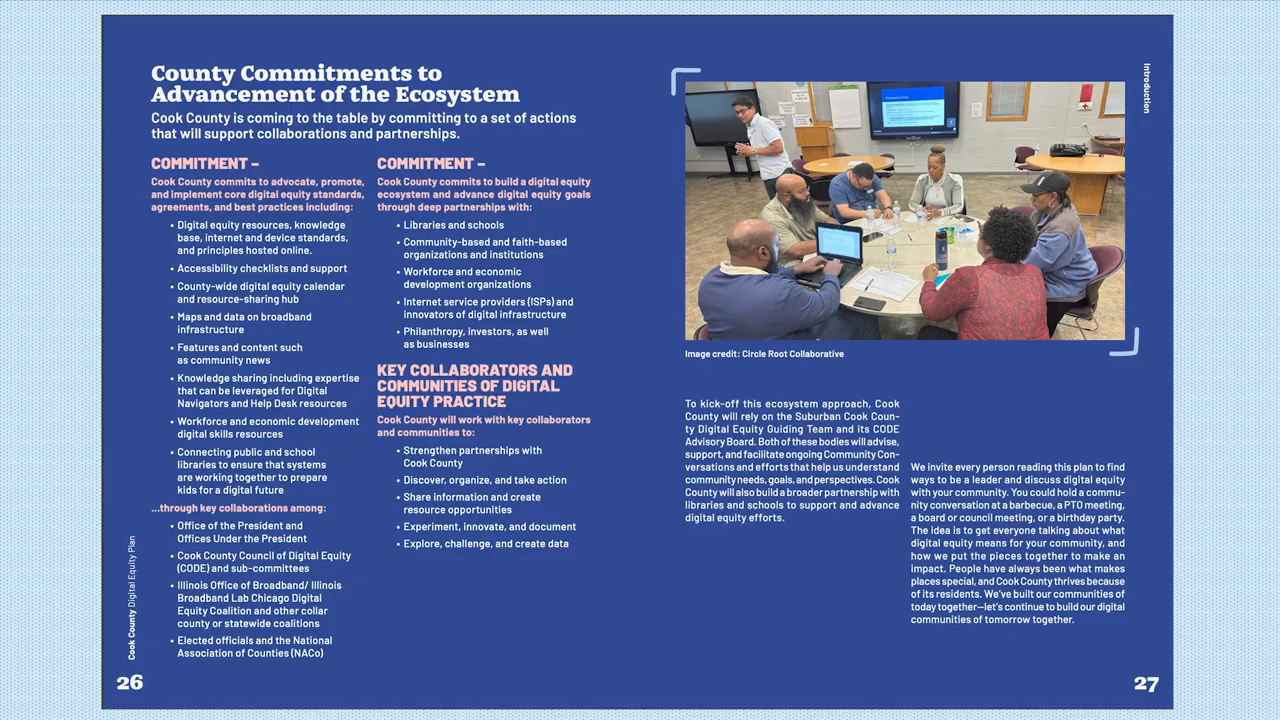 County Commitments to
Advancement of the Ecosystem
Cook County is coming to the table by committing to a set of actions
that will support collaborations and partnerships.
COMMITMENT –
Cook County commits to advocate, promote,
and implement core digital equity standards,
agreements, and best practices including:
• Digital equity resources, knowledge
base, internet and device standards,
and principles hosted online.
• Accessibility checklists and support
• County-wide digital equity calendar
and resource-sharing hub
• Maps and data on broadband
infrastructure
• Features and content such
as community news
• Knowledge sharing including expertise
that can be leveraged for Digital
Navigators and Help Desk resources
• Workforce and economic development
digital skills resources
• Connecting public and school
libraries to ensure that systems
are working together to prepare
kids for a digital future
...through key collaborations among:
• Office of the President and
Offices Under the President
• Cook County Council of Digital Equity
(CODE) and sub-committees
• Illinois Office of Broadband/ Illinois
Broadband Lab Chicago Digital
Equity Coalition and other collar
county or statewide coalitions
• Elected officials and the National
Association of Counties (NACo)
COMMITMENT –
Cook County commits to build a digital equity
ecosystem and advance digital equity goals
through deep partnerships with:
• Libraries and schools
• Community-based and faith-based
organizations and institutions
• Workforce and economic
development organizations
• Internet service providers (ISPs) and
innovators of digital infrastructure
• Philanthropy, investors, as well
as businesses
KEY COLLABORATORS AND
COMMUNITIES OF DIGITAL
EQUITY PRACTICE
Cook County will work with key collaborators
and communities to:
• Strengthen partnerships with
Cook County
• Discover, organize, and take action
• Share information and create
resource opportunities
• Experiment, innovate, and document
• Explore, challenge, and create data
Cook County Digital Equity Plan
26
Introduction
Image credit: Circle Root Collaborative
To kick-off this ecosystem approach, Cook
County will rely on the Suburban Cook Coun-
ty Digital Equity Guiding Team and its CODE
Advisory Board. Both of these bodies will advise,
support, and facilitate ongoing Community Con-
versations and efforts that help us understand
community needs, goals, and perspectives. Cook
County will also build a broader partnership with
libraries and schools to support and advance
digital equity efforts.
We invite every person reading this plan to find
ways to be a leader and discuss digital equity
with your community. You could hold a commu-
nity conversation at a barbecue, a PTO meeting,
a board or council meeting, or a birthday party.
The idea is to get everyone talking about what
digital equity means for your community, and
how we put the pieces together to make an
impact. People have always been what makes
places special, and Cook County thrives because
of its residents. We've built our communities of
today together—let's continue to build our digital
communities of tomorrow together.
27